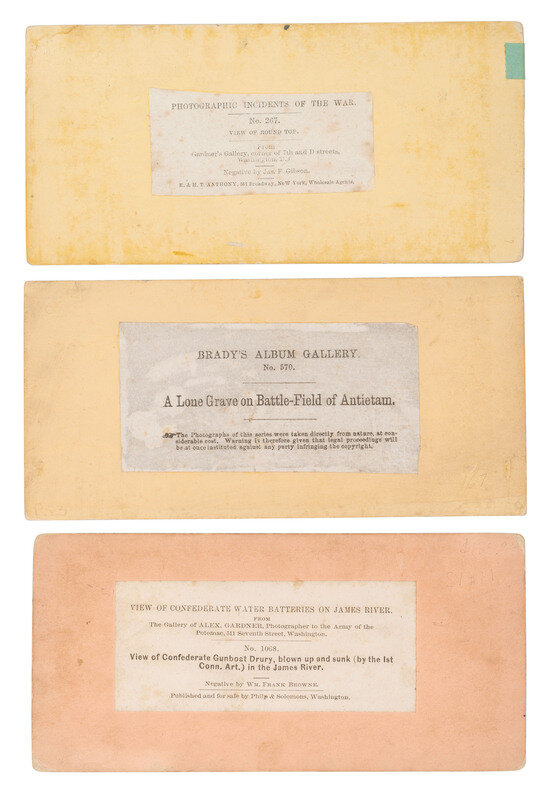 PHOTOGRAPHIC INCIDENTS OF THE WAR.
No. 267.
VIEW OF ROUND TOP.
From
Gardner's Gallery, corner of 7th and D streets,
Washington, D.C.
Negative by Jas. F. Gibson.
E. & H. T. ANTHONY, 501 Broadway, New York, Wholesale Agents.
BRADY'S ALBUM GALLERY.
No. 570.
A Lone Grave on Battle-Field of Antietam.
The Photographs of this series were taken directly from nature, at con-
siderable cost. Warning is therefore given that legal proceedings will
be at once instituted against any party infringing the copyright.
VIEW OF CONFEDERATE WATER BATTERIES ON JAMES RIVER.
FROM
The Gallery of ALEX. GARDNER, Photographer to the Army of the
Potomac, 511 Seventh Street, Washington.
No. 1068.
View of Confederate Gunboat Drury, blown up and sunk (by the 1st
Conn. Art.) in the James River.
Negative by WM. FRANK BROWNE.
Published and for sale by Philp & Solomons, Washington.